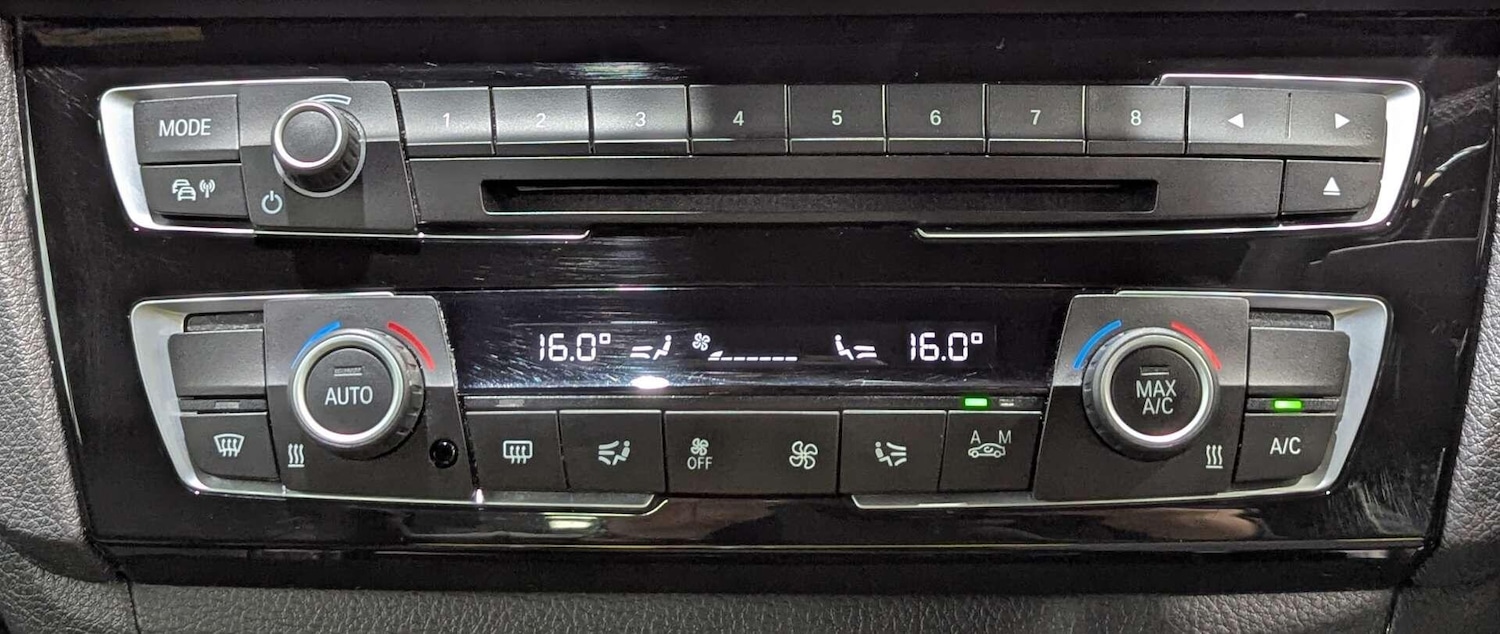 MODE
1 2 3 4 5 6 7 8
16.0° 16.0°
AUTO
MAX
A/C
A M
OFF
A/C